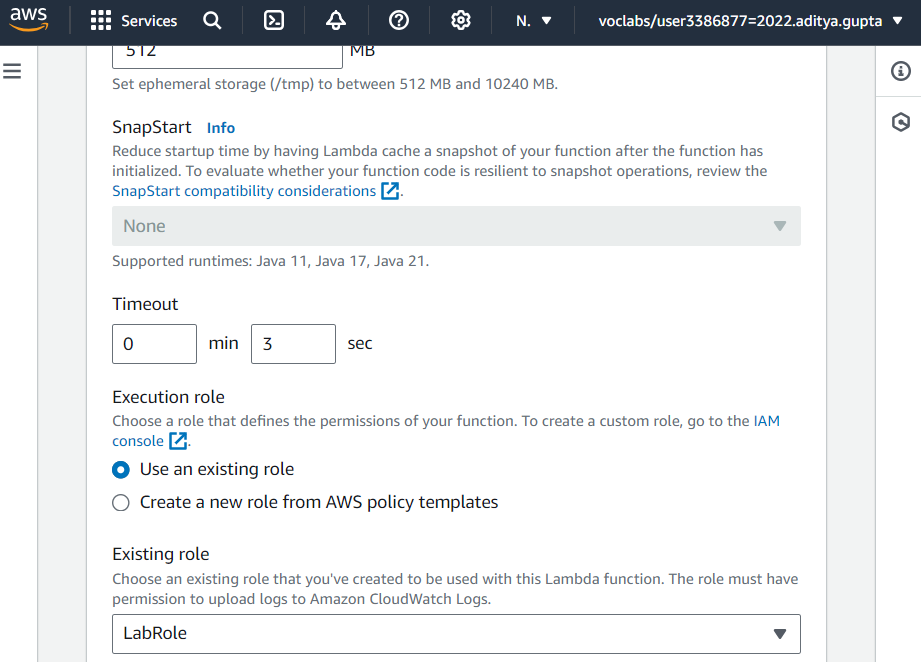 aws Services N. voclabs/user3386877=2022.aditya.gupta
512 MB
Set ephemeral storage (/tmp) to between 512 MB and 10240 MB.
SnapStart Info
Reduce startup time by having Lambda cache a snapshot of your function after the function has
initialized. To evaluate whether your function code is resilient to snapshot operations, review the
SnapStart compatibility considerations.
None
Supported runtimes: Java 11, Java 17, Java 21.
Timeout
0 min 3 sec
Execution role
Choose a role that defines the permissions of your function. To create a custom role, go to the IAM
console.
Use an existing role
Create a new role from AWS policy templates
Existing role
Choose an existing role that you've created to be used with this Lambda function. The role must have
permission to upload logs to Amazon CloudWatch Logs.
LabRole